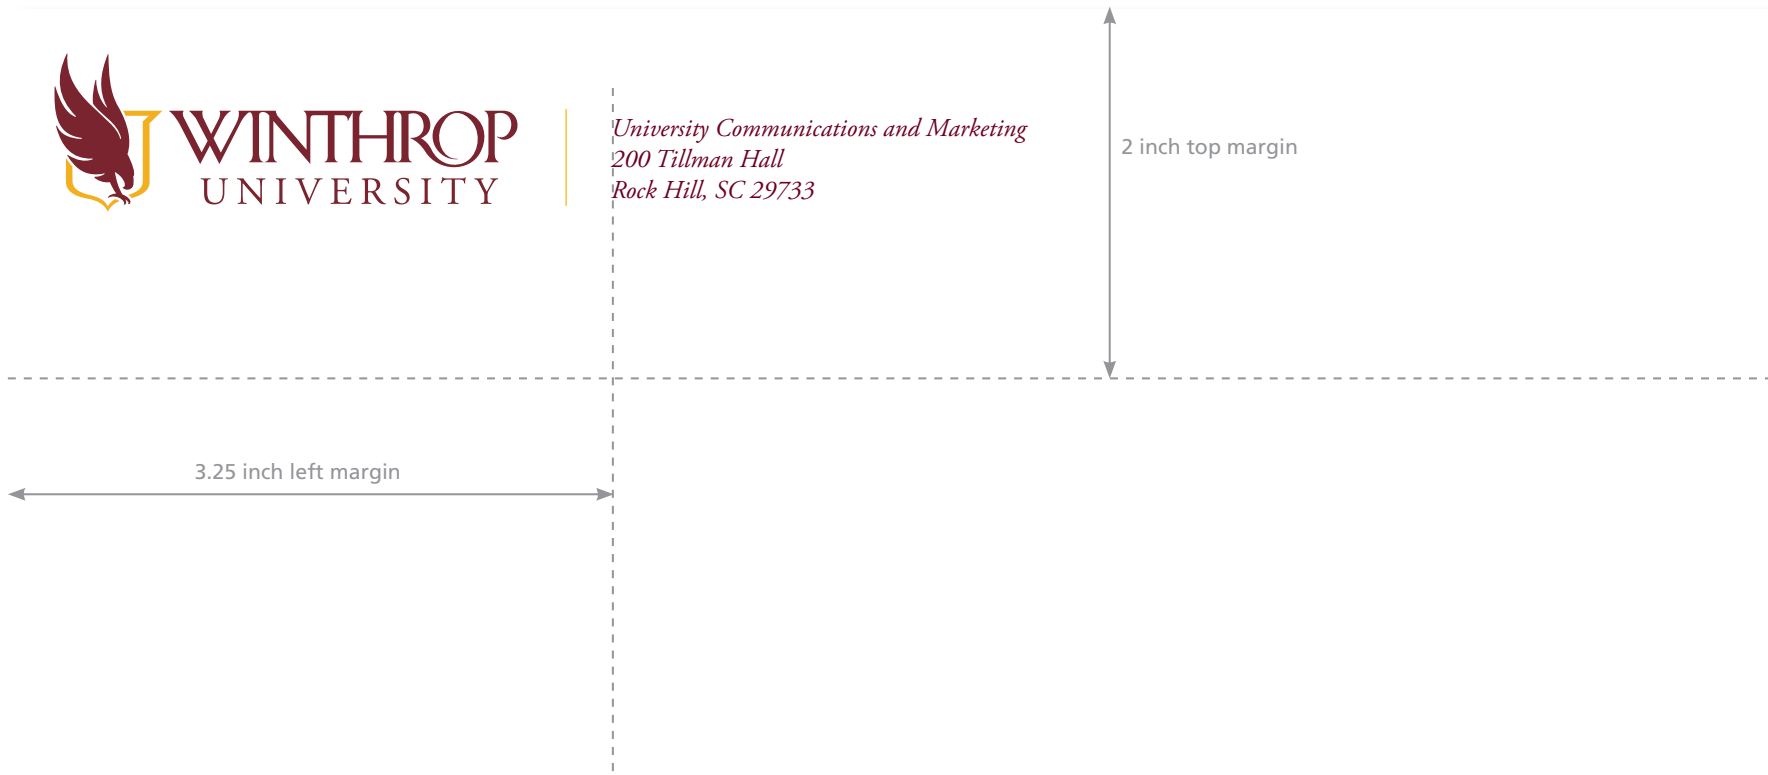 WINTHROP
UNIVERSITY
University Communications and Marketing
200 Tillman Hall
Rock Hill, SC 29733
2 inch top margin
3.25 inch left margin